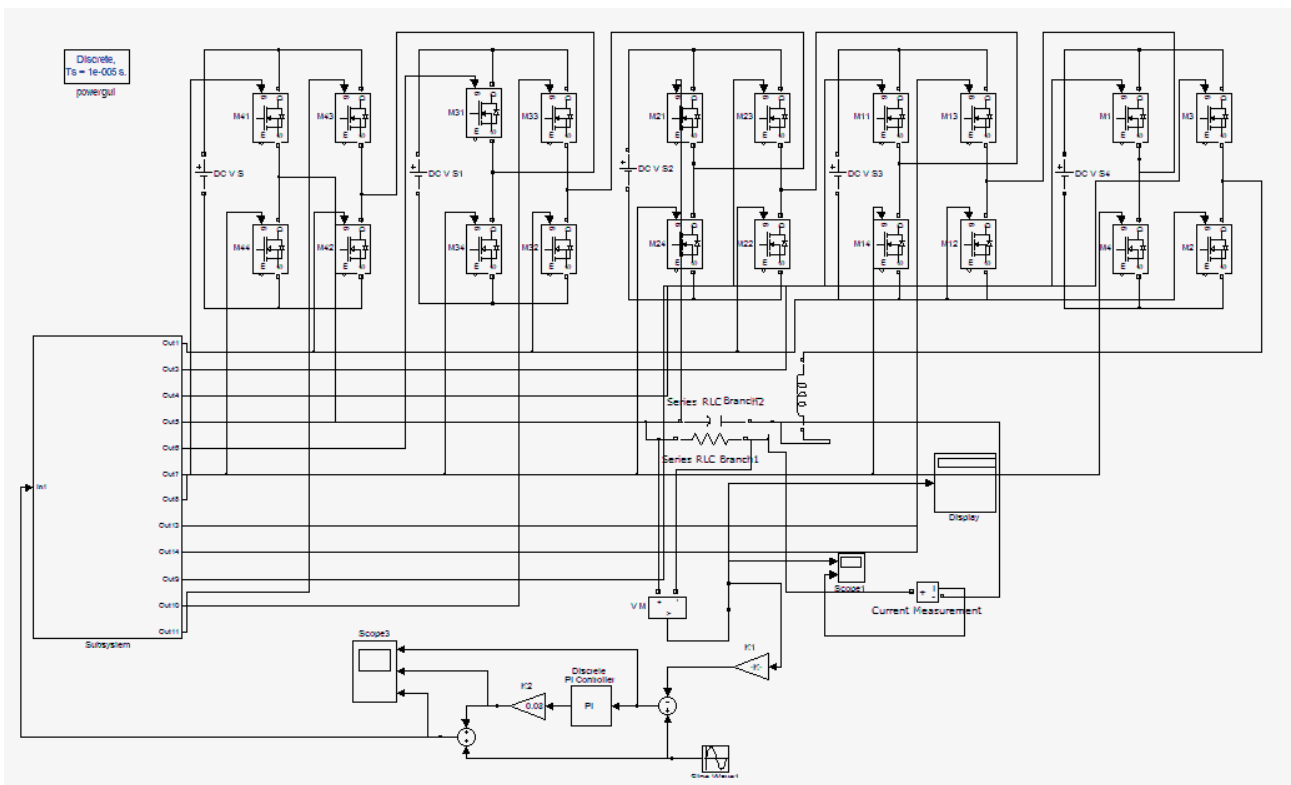 Discrete,
Ts = 1e-005 s.
powergui
M41
M43
M31
M33
M21
M23
M11
M13
M1
M3
DC V S
DC V S1
DC V S2
DC V S3
DC V S4
M44
M42
M34
M32
M24
M22
M14
M12
M4
M2
In1
Out1
Out3
Out4
Out5
Out6
Out7
Out8
Out13
Out14
Out9
Out10
Out11
Subsystem
Series RLC Branch2
Series RLC Branch1
Display
Scope1
Current Measurement
V M
Scope3
K1
-K-
Discrete
PI Controller
K2
0.08
PI
Sine Wave1